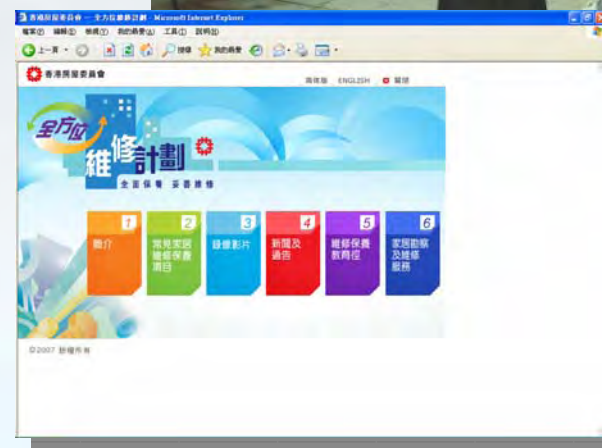 香港房屋委員會 — 全方位維修計劃 - Microsoft Internet Explorer
檔案(F) 編輯(E) 檢視(V) 我的最愛(A) 工具(T) 說明(H)
上一頁 搜尋 我的最愛
香港房屋委員會
简体版 ENGLISH 關閉
全方位
維修計劃
全面保養 妥善維修
1
簡介
2
常見家居
維修保養
項目
3
錄像影片
4
新聞及
通告
5
維修保養
教育徑
6
家居勘察
及維修
服務
©2007 版權所有